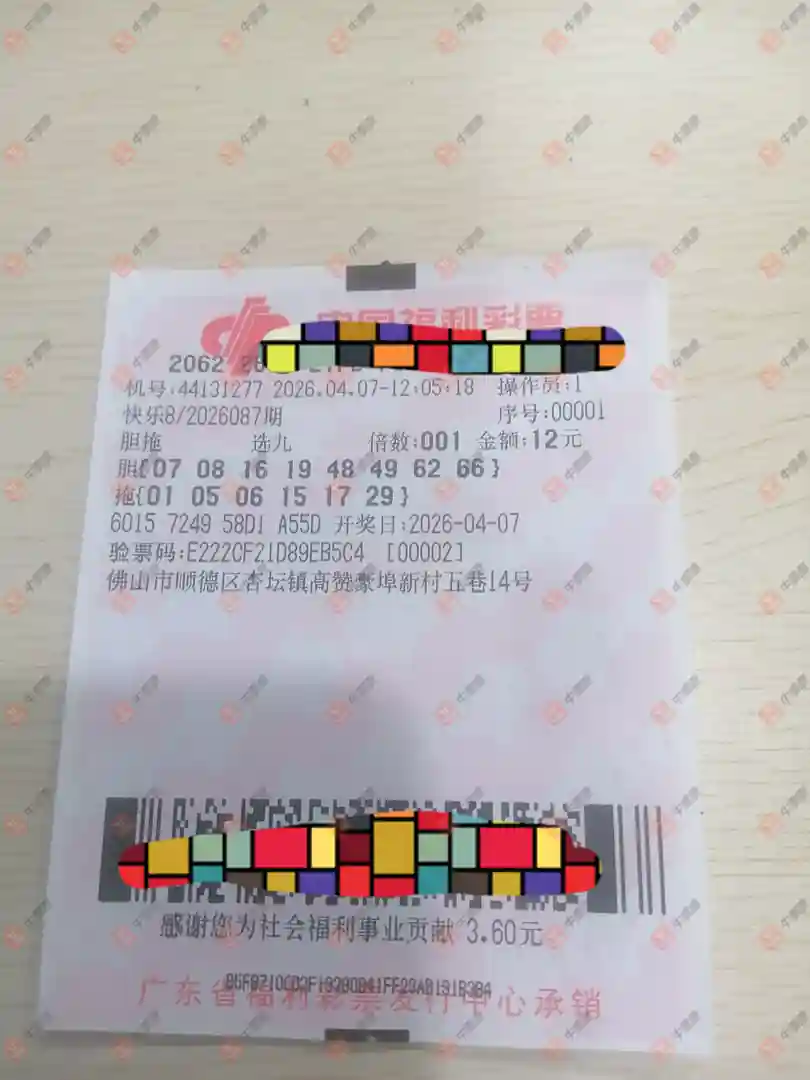 中国福利彩票
2062
机号:44131277 2026.04.07-12:05:18 操作员:1
快乐8/2026087期 序号:00001
胆拖 选九 倍数:001 金额:12元
胆{07 08 16 19 48 49 62 66}
拖{01 05 06 15 17 29}
6015 7249 58D1 A55D 开奖日:2026-04-07
验票码:E222CF21D89EB5C4 [00002]
佛山市顺德区杏坛镇高赞豪埠新村五巷14号
感谢您为社会福利事业贡献 3.60元
广东省福利彩票发行中心承销